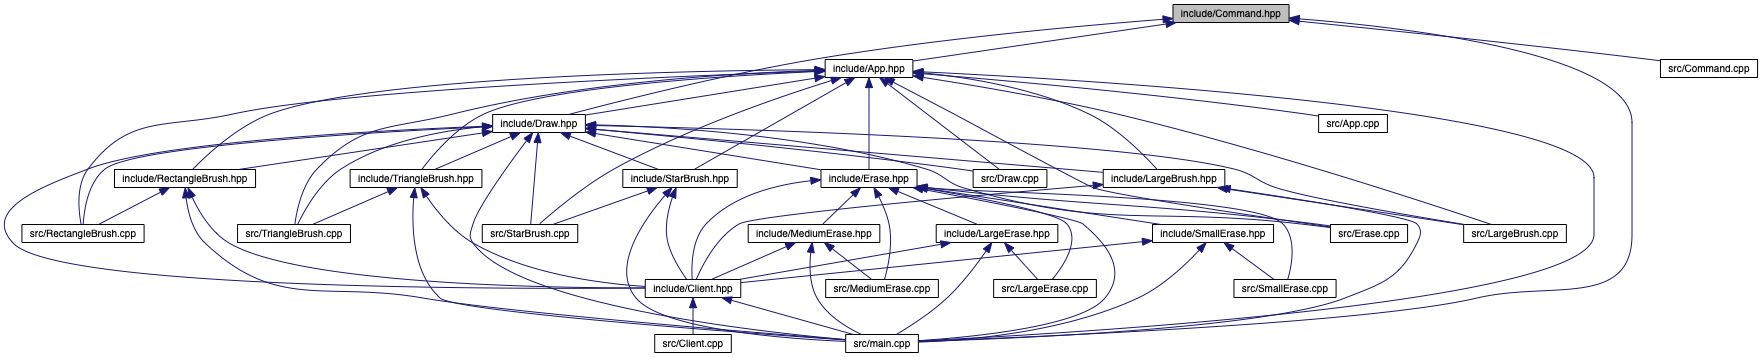 include/Command.hpp
include/App.hpp
src/Command.cpp
include/Draw.hpp
src/App.cpp
include/RectangleBrush.hpp
include/TriangleBrush.hpp
include/StarBrush.hpp
include/Erase.hpp
src/Draw.cpp
include/LargeBrush.hpp
src/RectangleBrush.cpp
src/TriangleBrush.cpp
src/StarBrush.cpp
include/MediumErase.hpp
include/LargeErase.hpp
include/SmallErase.hpp
src/Erase.cpp
src/LargeBrush.cpp
include/Client.hpp
src/MediumErase.cpp
src/LargeErase.cpp
src/SmallErase.cpp
src/Client.cpp
src/main.cpp